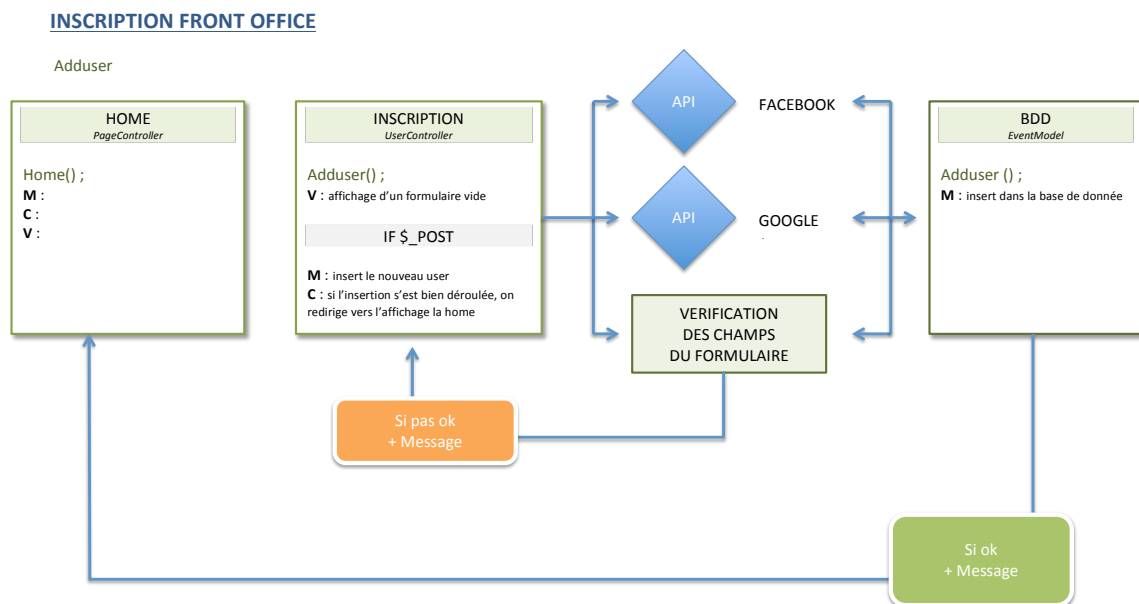 INSCRIPTION FRONT OFFICE
Adduser
HOME
PageController
Home() ;
M :
C :
V :
INSCRIPTION
UserController
Adduser() ;
V : affichage d'un formulaire vide
IF $_POST
M : insert le nouveau user
C : si l'insertion s'est bien déroulée, on
redirige vers l'affichage la home
API
FACEBOOK
API
GOOGLE
VERIFICATION
DES CHAMPS
DU FORMULAIRE
BDD
EventModel
Adduser () ;
M : insert dans la base de donnée
Si pas ok
+ Message
Si ok
+ Message